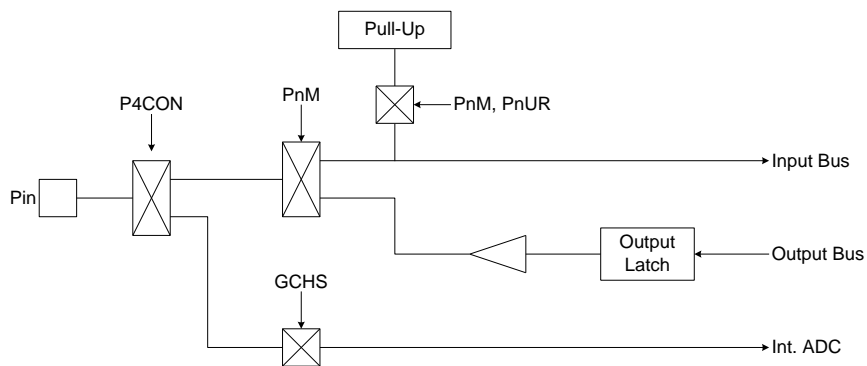 Pull-Up
P4CON
PnM
PnM, PnUR
Input Bus
Pin
Output
Latch
Output Bus
GCHS
Int. ADC